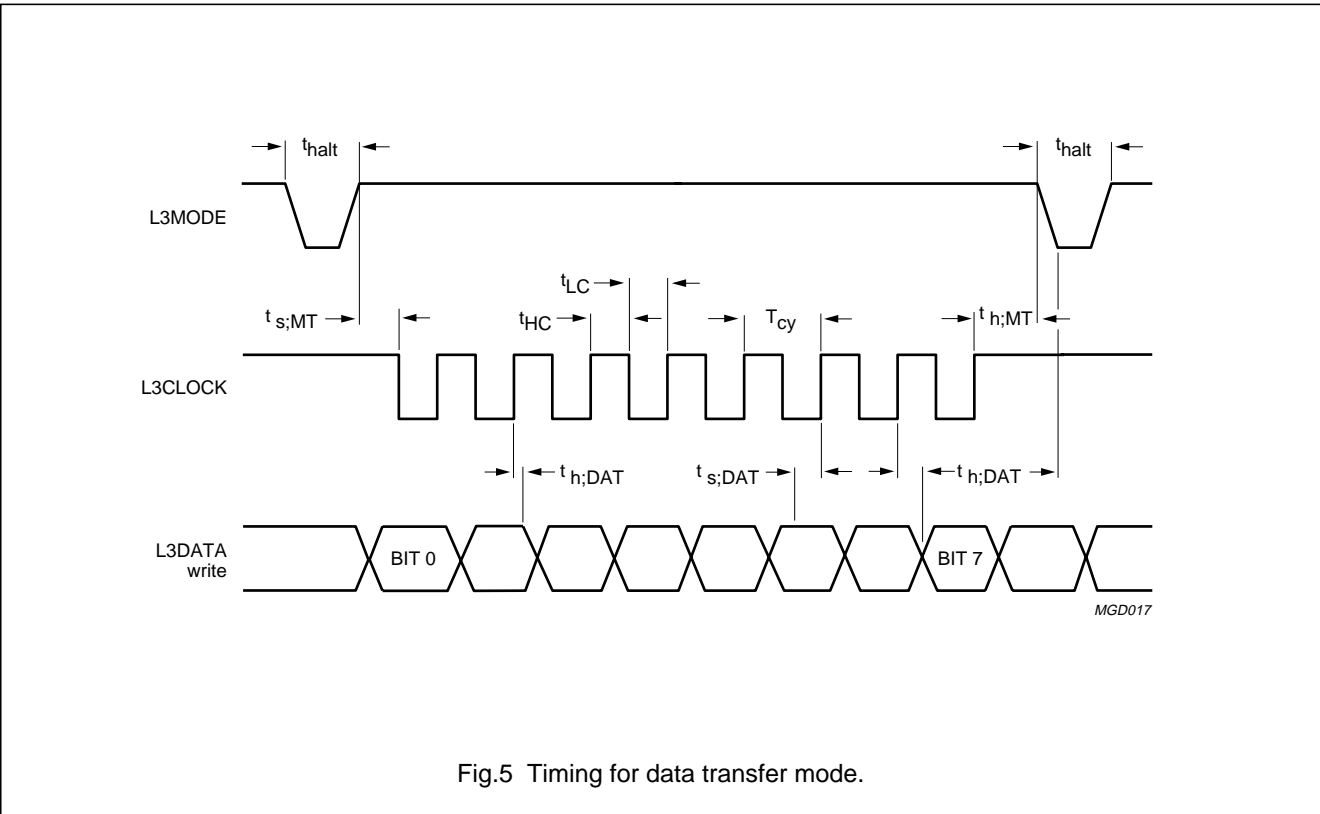 thalt
thalt
L3MODE
tLC
ts;MT
tHC
Tcy
th;MT
L3CLOCK
th;DAT
ts;DAT
th;DAT
L3DATA
write
BIT 0
BIT 7
MGD017
Fig.5 Timing for data transfer mode.